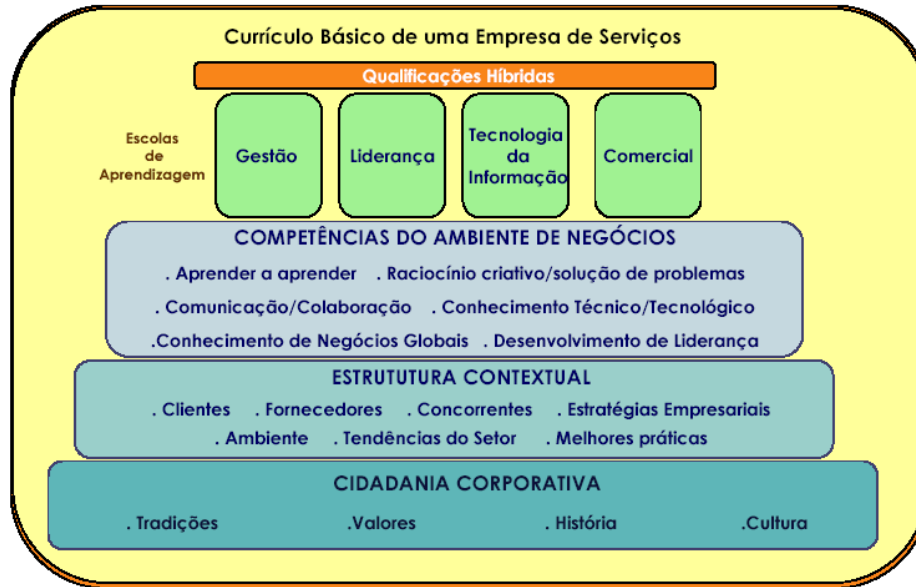 Currículo Básico de uma Empresa de Serviços
Qualificações Híbridas
Escolas
de
Aprendizagem
Gestão
Liderança
Tecnologia
da
Informação
Comercial
COMPETÊNCIAS DO AMBIENTE DE NEGÓCIOS
. Aprender a aprender . Raciocínio criativo/solução de problemas
. Comunicação/Colaboração . Conhecimento Técnico/Tecnológico
.Conhecimento de Negócios Globais . Desenvolvimento de Liderança
ESTRUTUTURA CONTEXTUAL
. Clientes . Fornecedores . Concorrentes . Estratégias Empresariais
. Ambiente . Tendências do Setor . Melhores práticas
CIDADANIA CORPORATIVA
. Tradições .Valores . História .Cultura